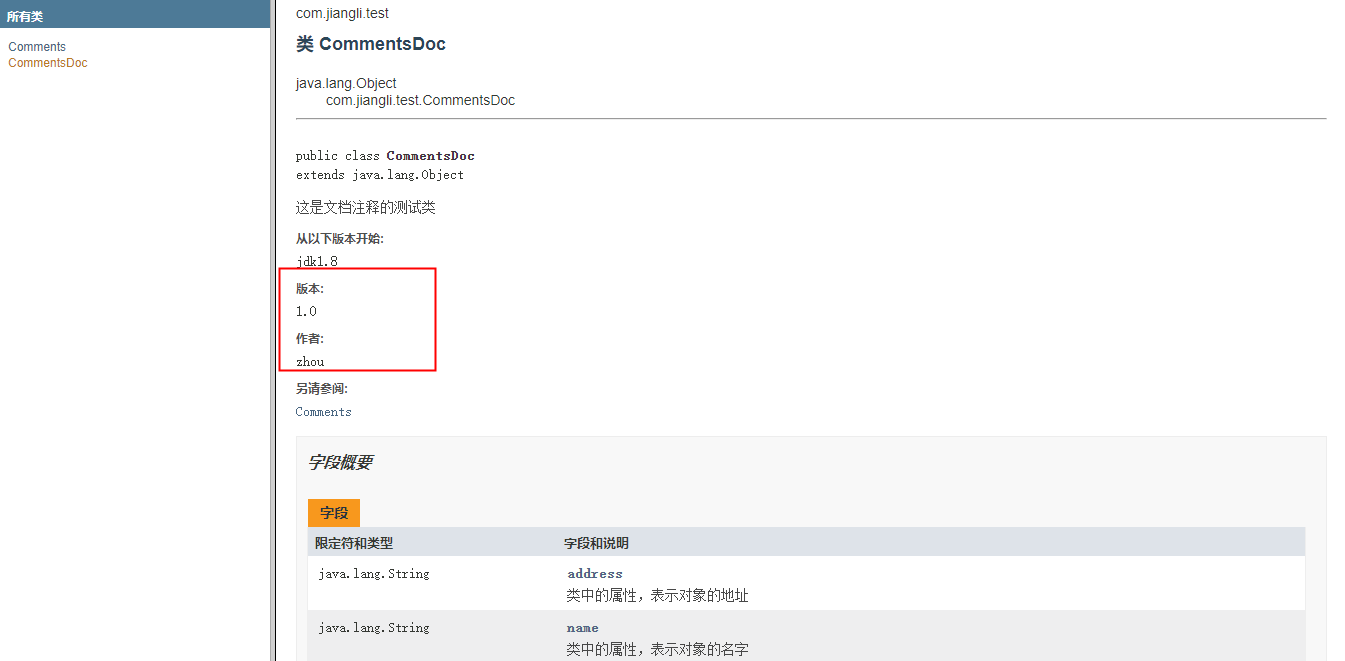 所有类
Comments
CommentsDoc
com.jiangli.test
类 CommentsDoc
java.lang.Object
com.jiangli.test.CommentsDoc
public class CommentsDoc
extends java.lang.Object
这是文档注释的测试类
从以下版本开始:
jdk1.8
版本:
1.0
作者:
zhou
另请参阅:
Comments
字段概要
字段
限定符和类型 字段和说明
java.lang.String address
类中的属性，表示对象的地址
java.lang.String name
类中的属性，表示对象的名字